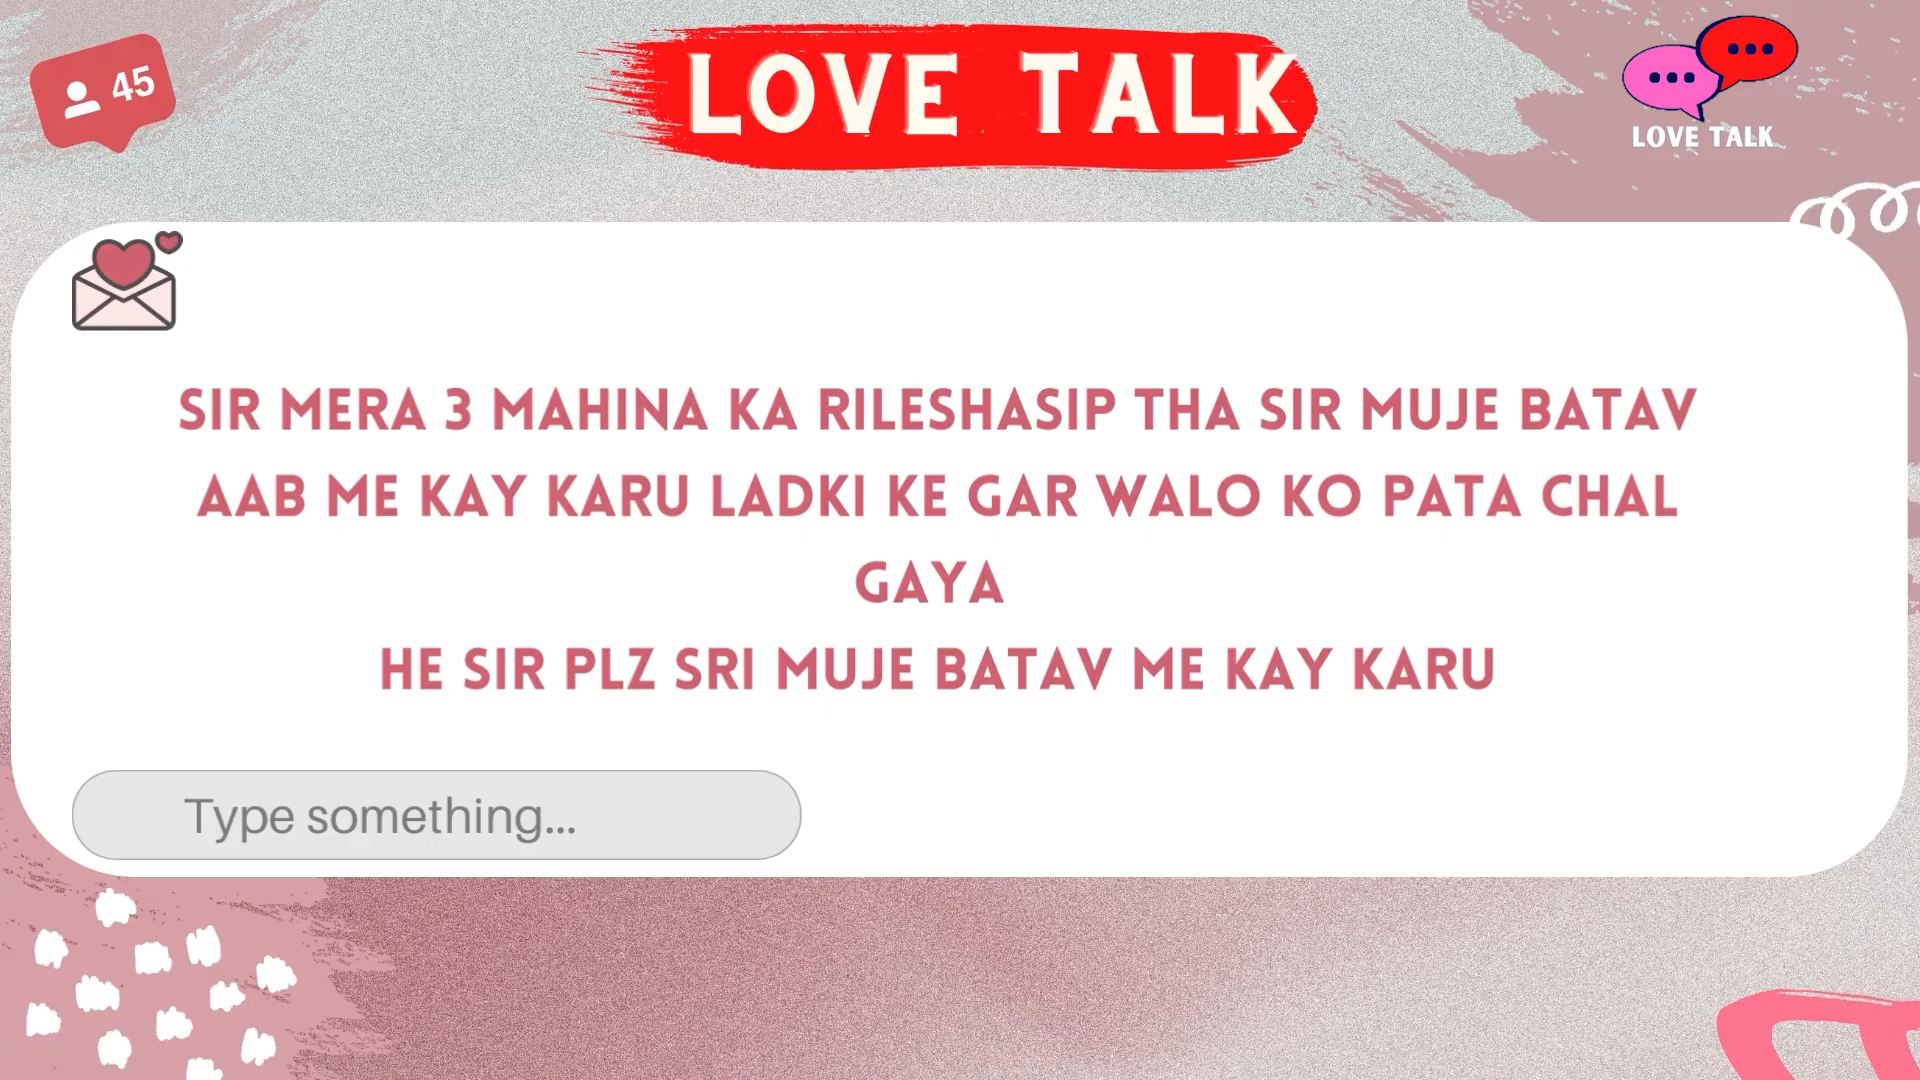 45
LOVE TALK
LOVE TALK
SIR MERA 3 MAHINA KA RILESHASIP THA SIR MUJE BATAV
AAB ME KAY KARU LADKI KE GAR WALO KO PATA CHAL
GAYA
HE SIR PLZ SRI MUJE BATAV ME KAY KARU
Type something...